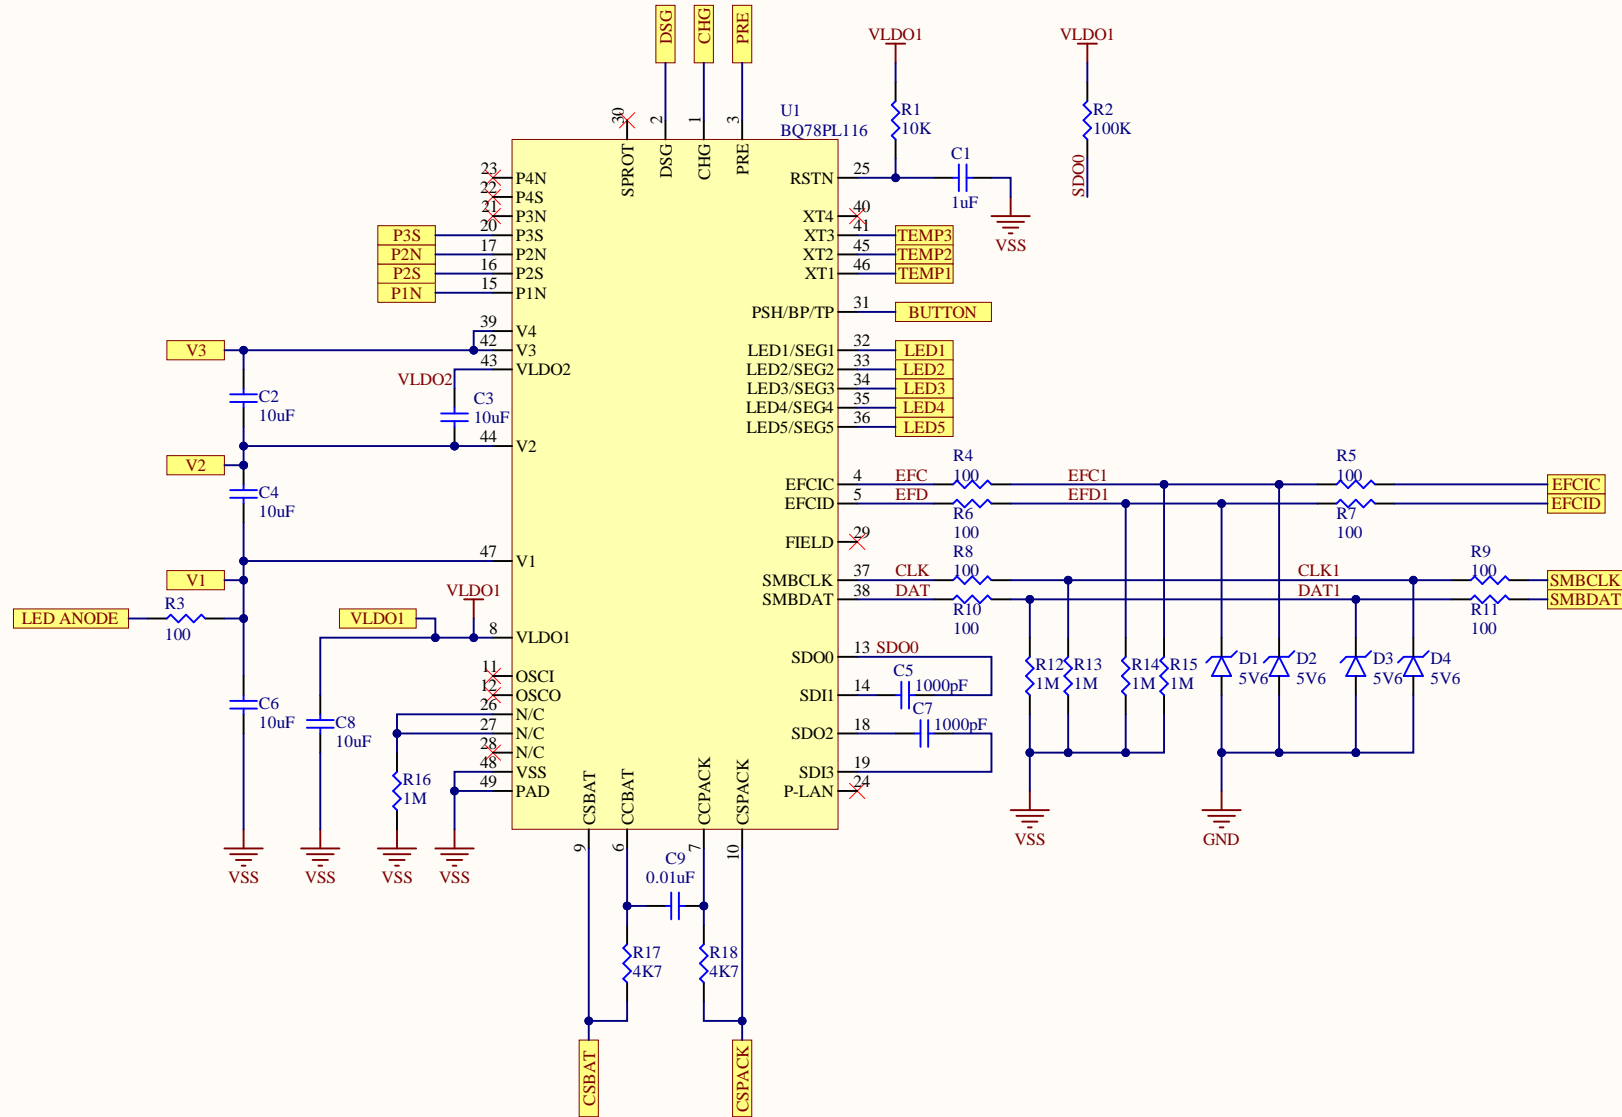 DSG
CHG
PRE
VLDO1
VLDO1
30
2
1
3
U1
BQ78PL116
R1
10K
R2
100K
SPROT
DSG
CHG
PRE
23
P4N
22
P4S
21
P3N
P3S
20
P3S
P2N
17
P2N
P2S
16
P2S
P1N
15
P1N
RSTN
25
C1
1uF
VSS
SDO0
XT4
40
XT3
41
TEMP3
XT2
45
TEMP2
XT1
46
TEMP1
PSH/BP/TP
31
BUTTON
39
V4
V3
42
V3
43
VLDO2
VLDO2
C2
10uF
C3
10uF
44
V2
V2
C4
10uF
LED1/SEG1
32
LED1
LED2/SEG2
33
LED2
LED3/SEG3
34
LED3
LED4/SEG4
35
LED4
LED5/SEG5
36
LED5
EFCIC
4
EFC
R4
100
EFC1
R5
100
EFCIC
EFCID
5
EFD
R6
100
EFD1
R7
100
EFCID
FIELD
29
47
V1
V1
SMBCLK
37
CLK
R8
100
CLK1
R9
100
SMBCLK
SMBDAT
38
DAT
R10
100
DAT1
R11
100
SMBDAT
LED ANODE
R3
100
VLDO1
VLDO1
8
VLDO1
SDO0
13
SDO0
SDI1
14
C5
1000pF
C7
1000pF
SDO2
18
SDI3
19
P-LAN
24
R12
1M
R13
1M
R14
1M
R15
1M
D1
5V6
D2
5V6
D3
5V6
D4
5V6
VSS
GND
11
OSCI
12
OSCO
26
N/C
27
N/C
28
N/C
48
VSS
49
PAD
C6
10uF
C8
10uF
R16
1M
VSS
VSS
VSS
VSS
CSBAT
CCBAT
CCPACK
CSPACK
9
6
7
10
C9
0.01uF
R17
4K7
R18
4K7
CSBAT
CSPACK